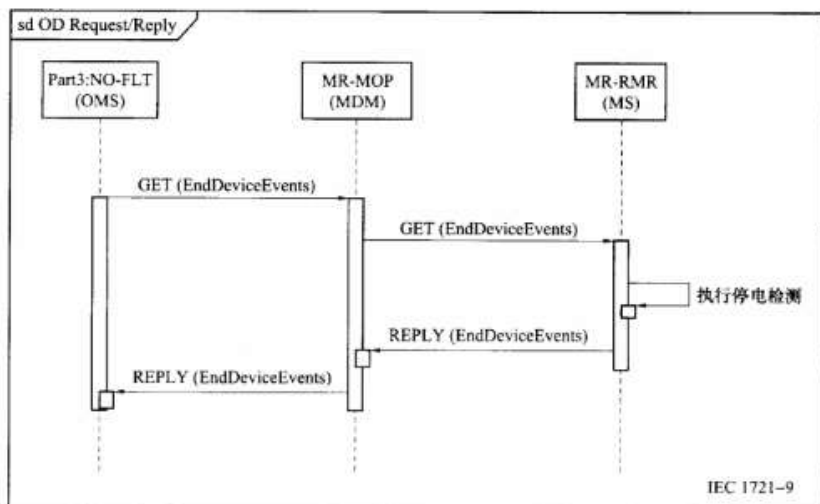 sd OD Request/Reply
Part3:NO-FLT
(OMS)
MR-MOP
(MDM)
MR-RMR
(MS)
GET (EndDeviceEvents)
GET (EndDeviceEvents)
执行停电检测
REPLY (EndDeviceEvents)
REPLY (EndDeviceEvents)
IEC 1721-9